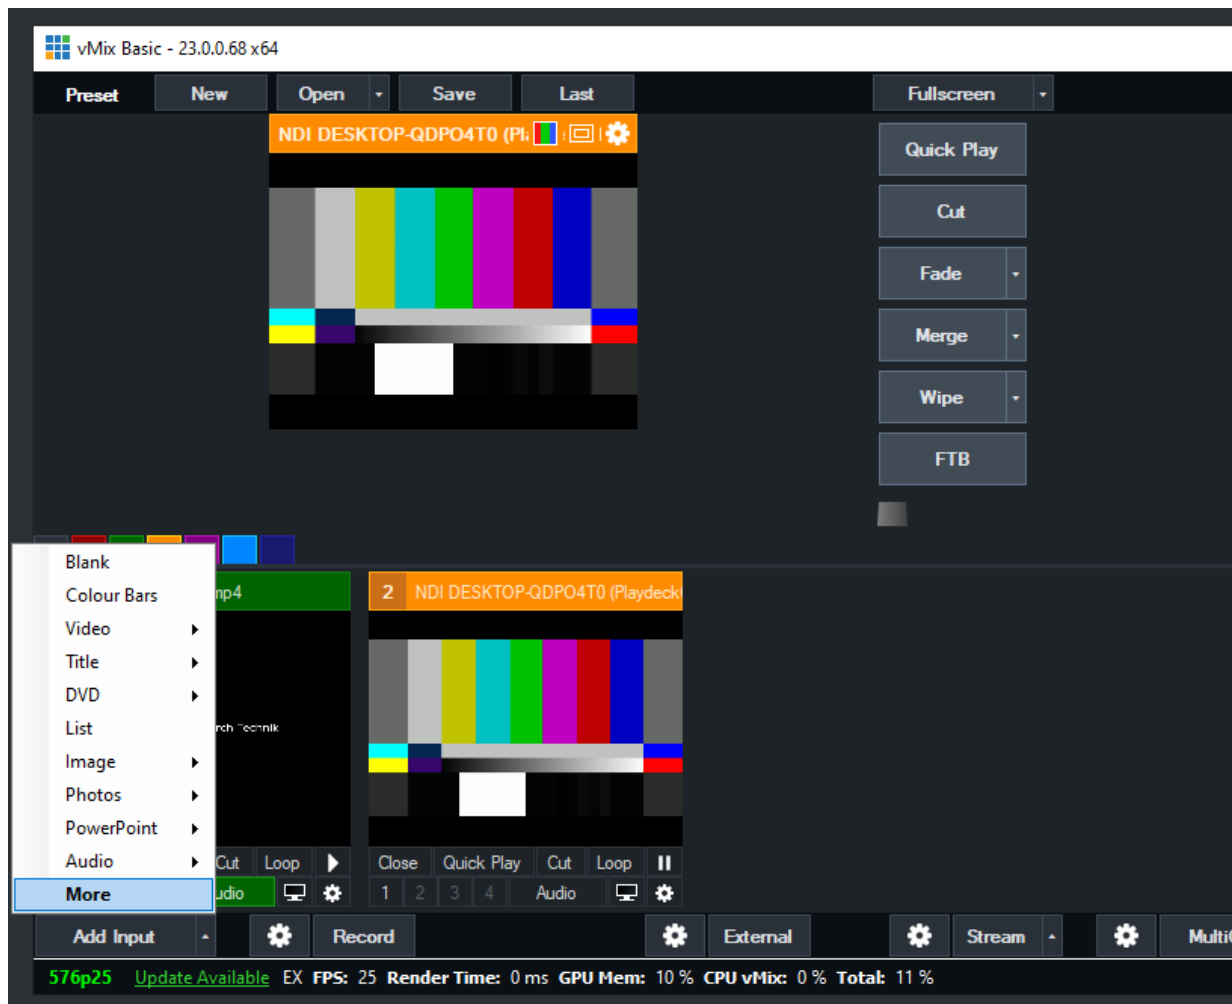 vMix Basic - 23.0.0.68 x64
Preset New Open Save Last Fullscreen
NDI DESKTOP-QDPO4T0 (Pla
Quick Play
Cut
Fade
Merge
Wipe
FTB
Blank
Colour Bars
Video
Title
DVD
List
Image
Photos
PowerPoint
Audio
More
mp4
rch Technik
Cut Loop
udio
2 NDI DESKTOP-QDPO4T0 (Playdeck
Close Quick Play Cut Loop
1 2 3 4 Audio
Add Input Record External Stream Multi
576p25 Update Available EX FPS: 25 Render Time: 0 ms GPU Mem: 10 % CPU vMix: 0 % Total: 11 %